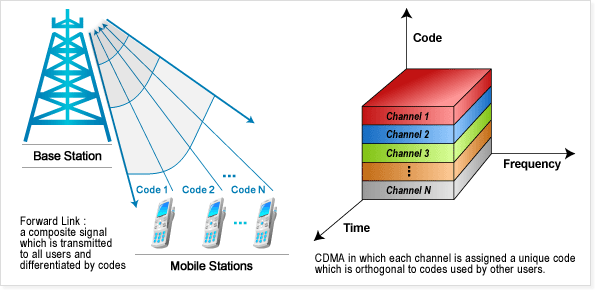 Base Station
Code 1
Code 2
...
Code N
...
Forward Link :
a composite signal
which is transmitted
to all users and
differentiated by codes
Mobile Stations
Code
Channel 1
Channel 2
Channel 3
⋮
Channel N
Frequency
Time
CDMA in which each channel is assigned a unique code
which is orthogonal to codes used by other users.